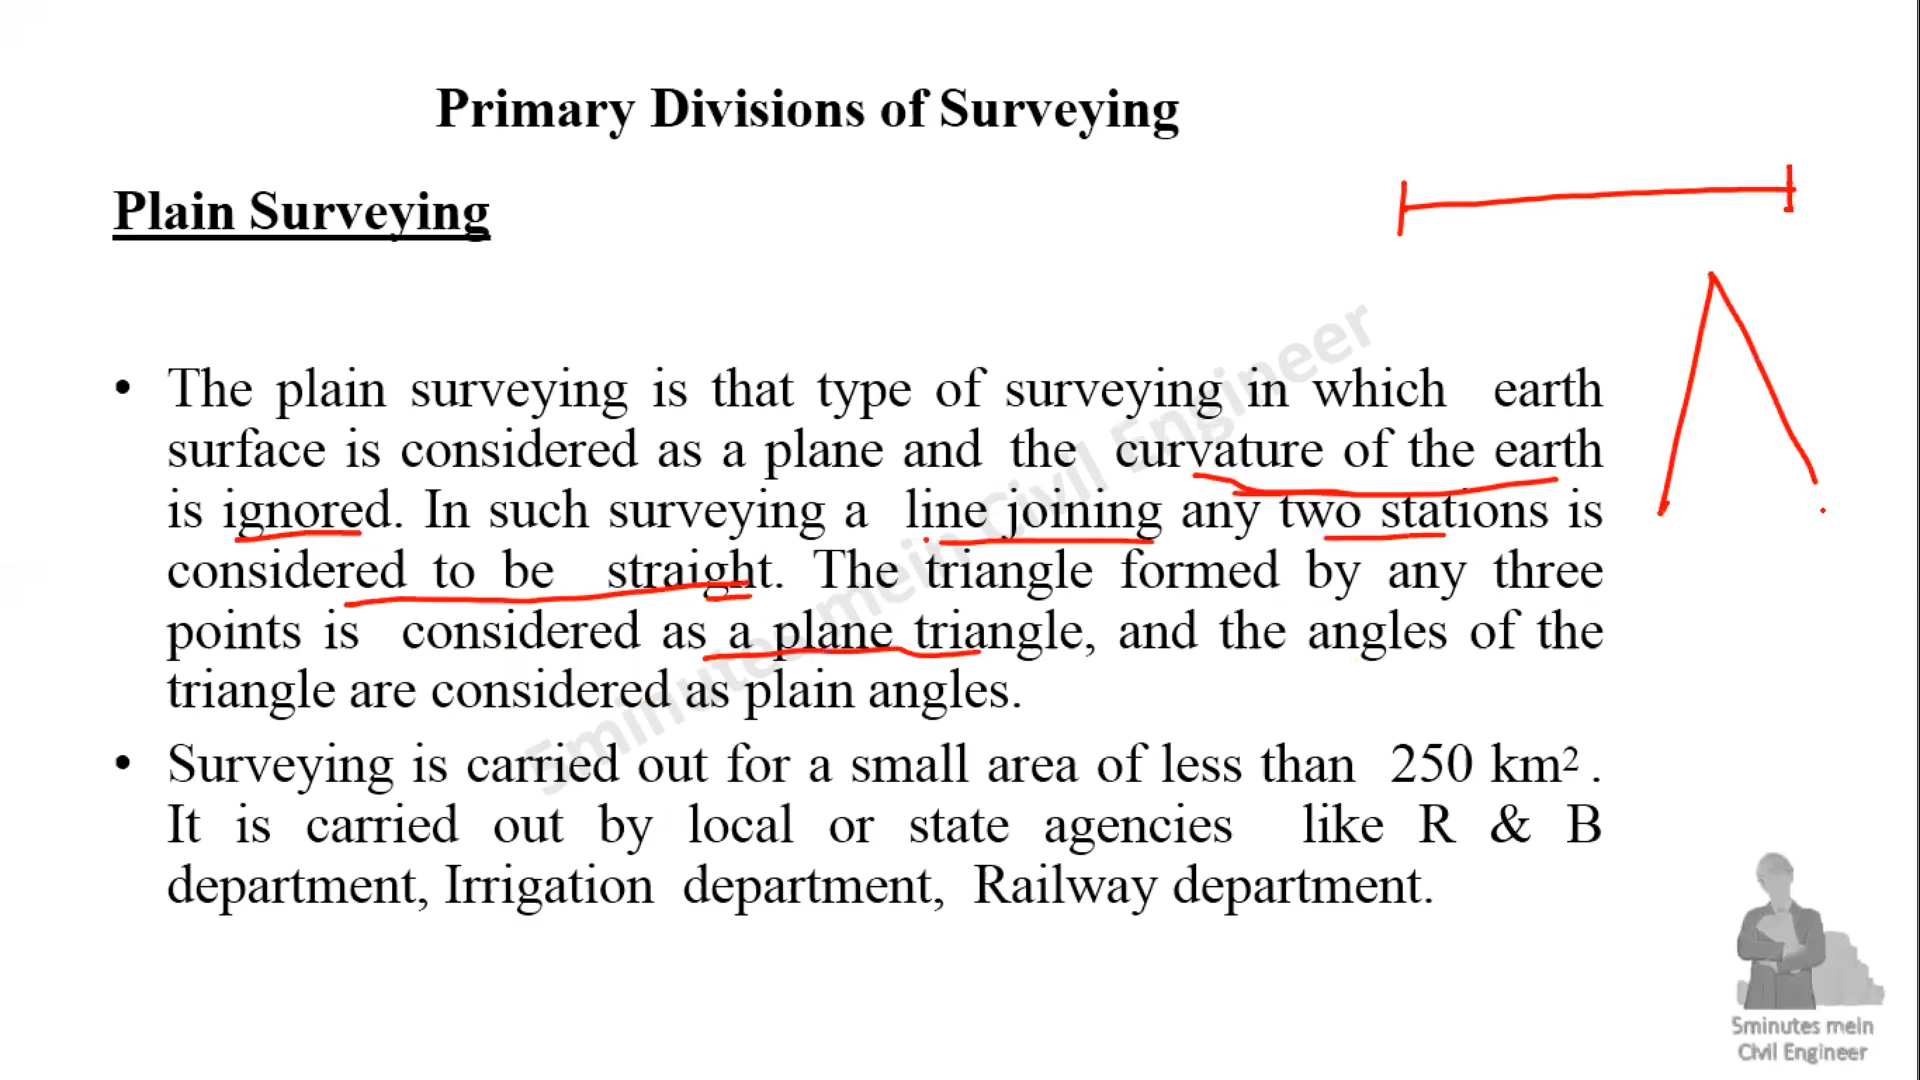 Primary Divisions of Surveying
Plain Surveying
• The plain surveying is that type of surveying in which earth
surface is considered as a plane and the curvature of the earth
is ignored. In such surveying a line joining any two stations is
considered to be straight. The triangle formed by any three
points is considered as a plane triangle, and the angles of the
triangle are considered as plain angles.
• Surveying is carried out for a small area of less than 250 km².
It is carried out by local or state agencies like R & B
department, Irrigation department, Railway department.
5minutes mein Civil Engineer
5minutes mein
Civil Engineer